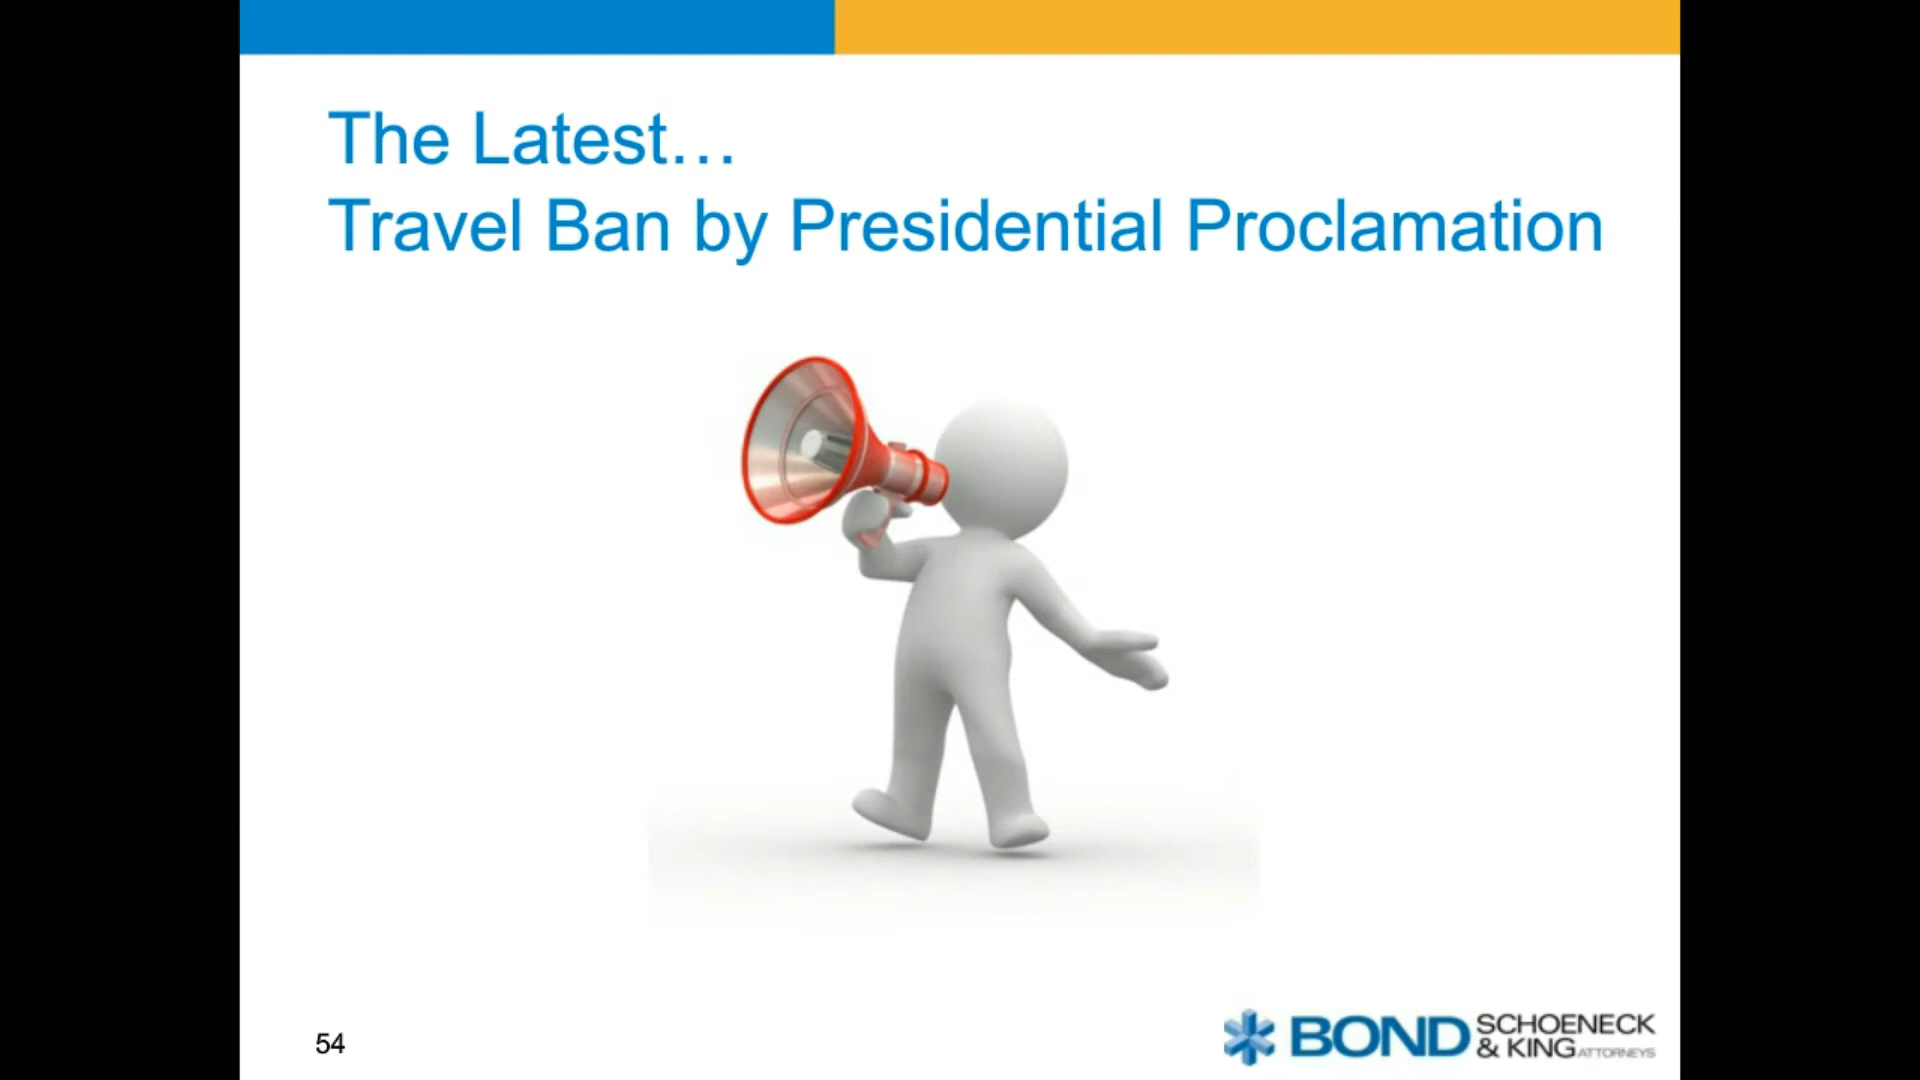 The Latest…
Travel Ban by Presidential Proclamation
54
BOND SCHOENECK
& KING ATTORNEYS